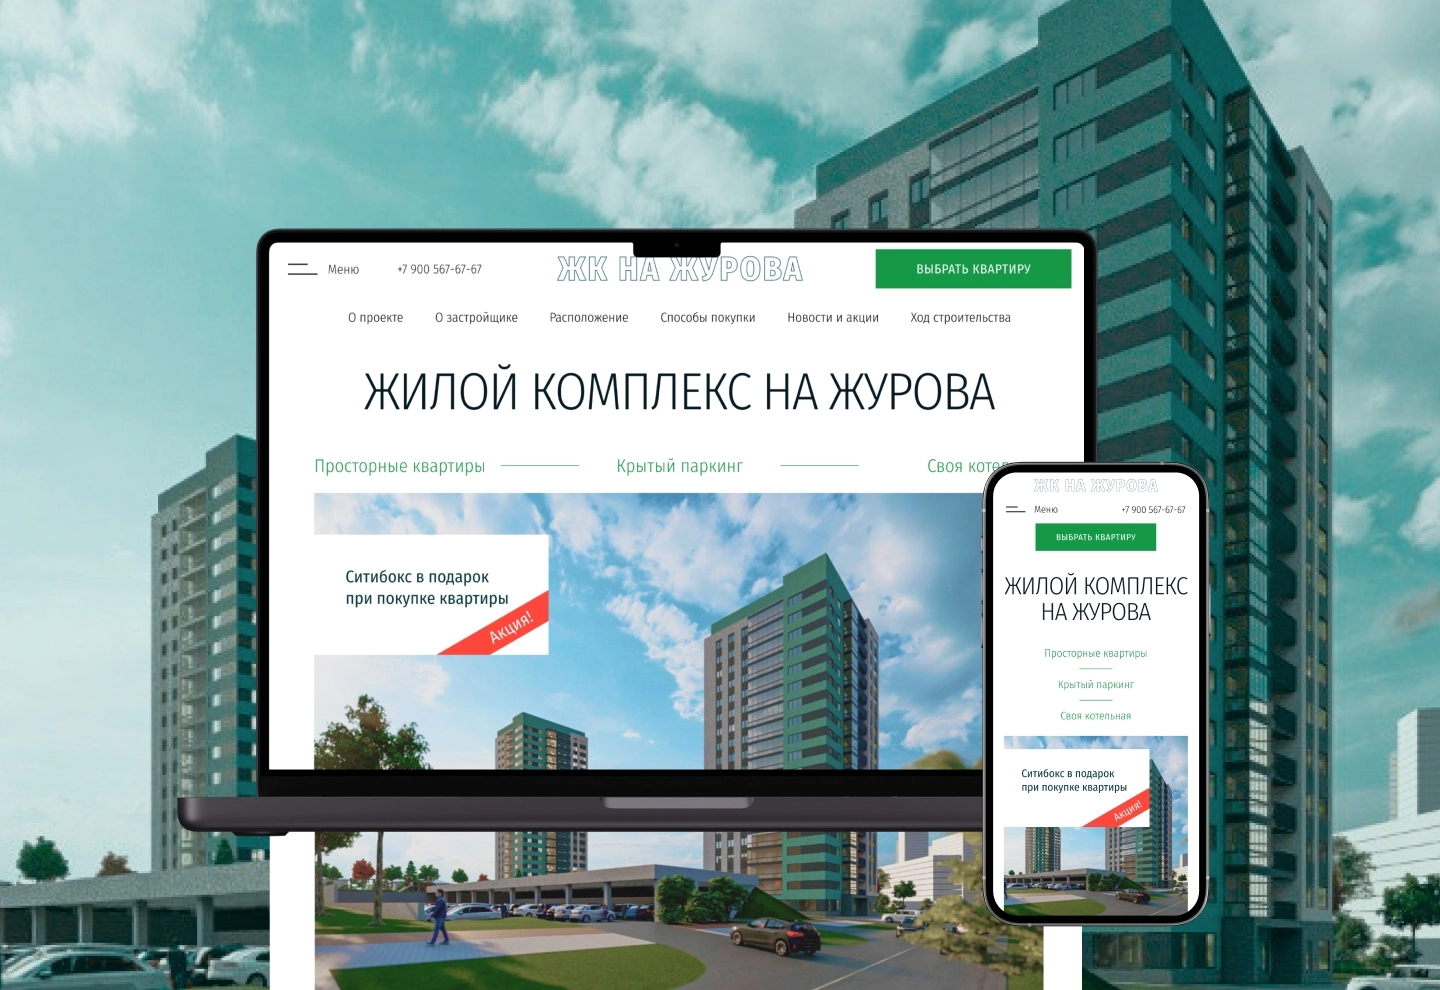 Меню
+7 900 567-67-67
ЖК НА ЖУРОВА
ВЫБРАТЬ КВАРТИРУ
О проекте
О застройщике
Расположение
Способы покупки
Новости и акции
Ход строительства
ЖИЛОЙ КОМПЛЕКС НА ЖУРОВА
Просторные квартиры
Крытый паркинг
Своя
Ситибокс в подарок
при покупке квартиры
Акция!
ЖК НА ЖУРОВА
Меню
+7 900 567-67-67
ВЫБРАТЬ КВАРТИРУ
ЖИЛОЙ КОМПЛЕКС
НА ЖУРОВА
Просторные квартиры
Крытый паркинг
Своя котельная
Ситибокс в подарок
при покупке квартиры
Акция!